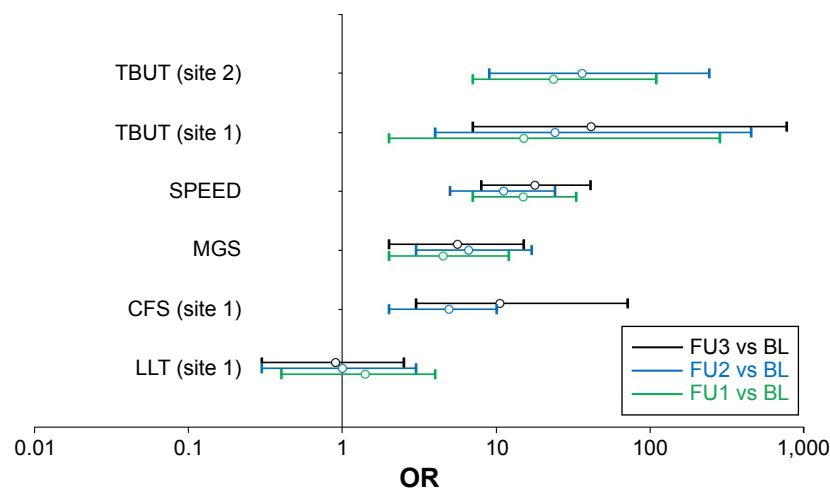 TBUT (site 2)
TBUT (site 1)
SPEED
MGS
CFS (site 1)
LLT (site 1)
FU3 vs BL
FU2 vs BL
FU1 vs BL
0.01 0.1 1 10 100 1,000
OR